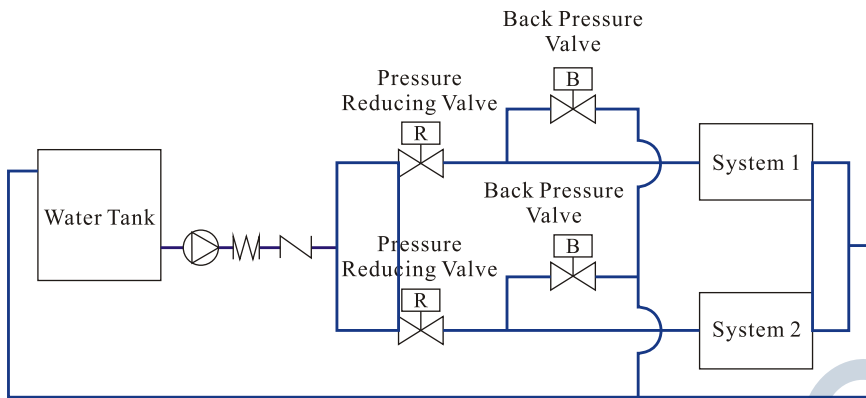 Back Pressure
Valve
B
Pressure
Reducing Valve
R
System 1
Water Tank
Back Pressure
Valve
B
Pressure
Reducing Valve
R
System 2